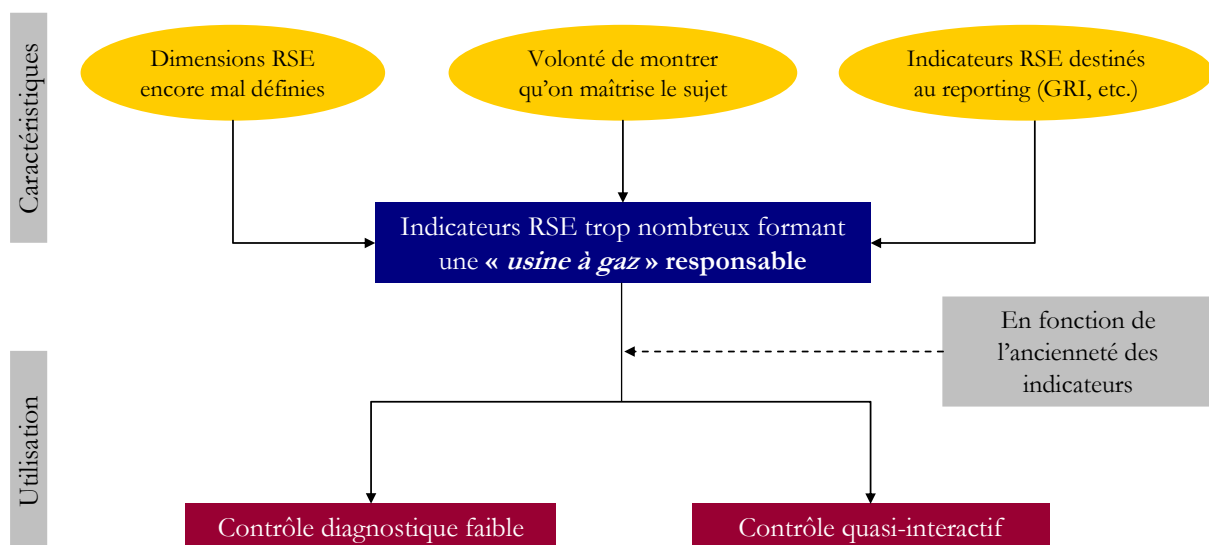 Caractéristiques
Dimensions RSE
encore mal définies
Volonté de montrer
qu’on maîtrise le sujet
Indicateurs RSE destinés
au reporting (GRI, etc.)
Indicateurs RSE trop nombreux formant
une « usine à gaz » responsable
En fonction de
l’ancienneté des
indicateurs
Utilisation
Contrôle diagnostique faible
Contrôle quasi-interactif